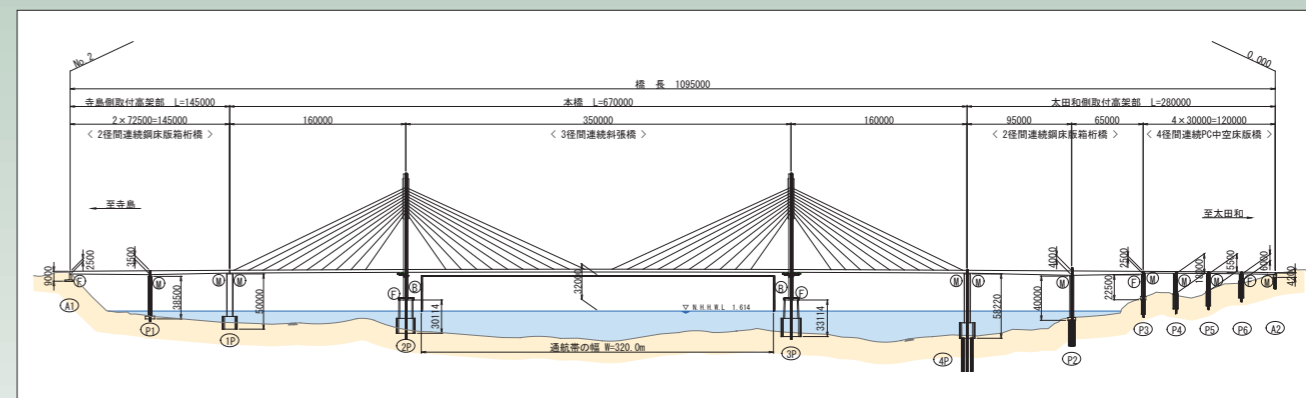 No.2
0.000
橋 長 1095000
寺島側取付高架部 L=145000
本橋 L=670000
太田和側取付高架部 L=280000
2×72500=145000
160000
350000
160000
95000
65000
4×30000=120000
< 2径間連続鋼床版箱桁橋 >
< 3径間連続斜張橋 >
< 2径間連続鋼床版箱桁橋 >
< 4径間連続PC中空床版橋 >
至寺島
至太田和
9000
2500
3500
38500
50000
30114
32000
33114
58220
40000
4000
2500
22500
5500
4200
F
M
M
M
F
B
B
F
M
M
M
F
M
M
M
M
N.H.H.W.L 1.614
通航帯の幅 W=320.0m
A1
P1
1P
2P
3P
4P
P2
P3
P4
P5
P6
A2